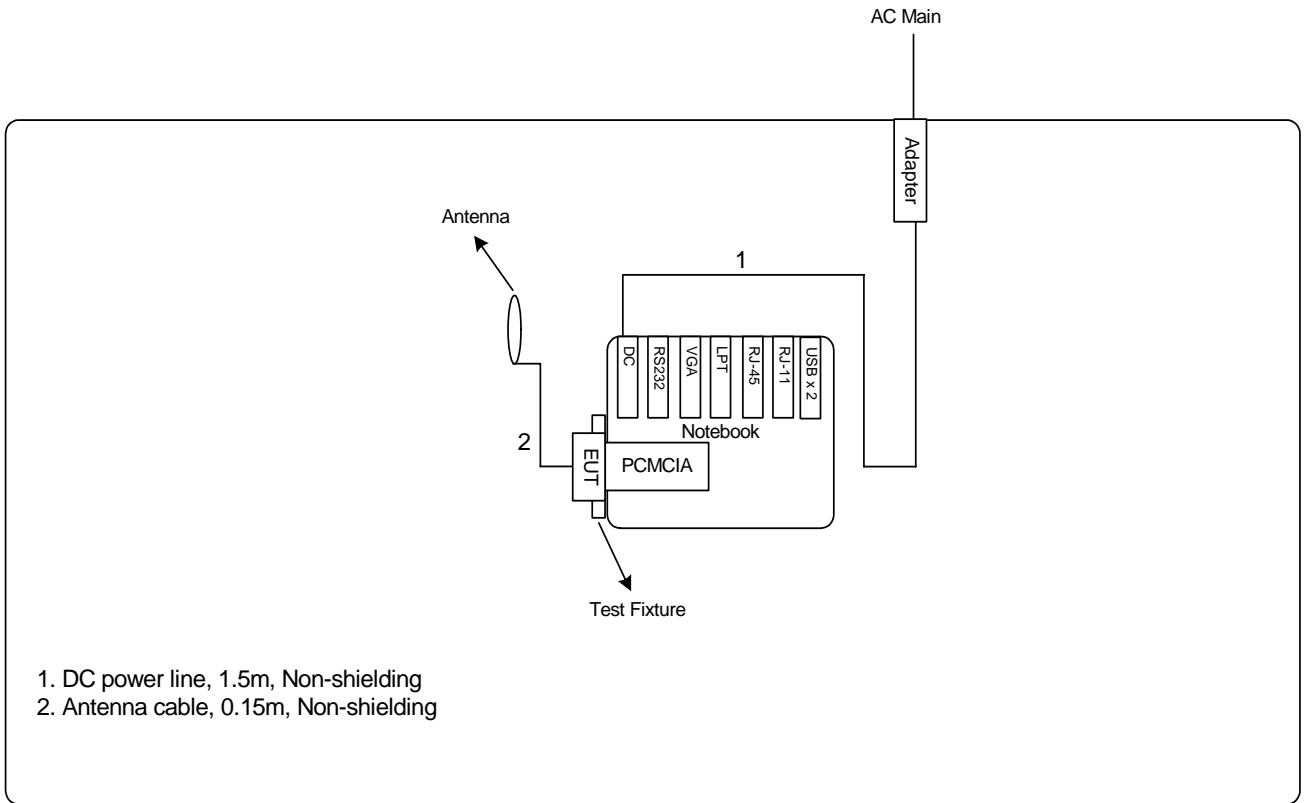 AC Main
Adapter
Antenna
1
DC
RS232
VGA
LPT
RJ-45
RJ-11
USB x 2
Notebook
2
EUT
PCMCIA
Test Fixture
1. DC power line, 1.5m, Non-shielding
2. Antenna cable, 0.15m, Non-shielding